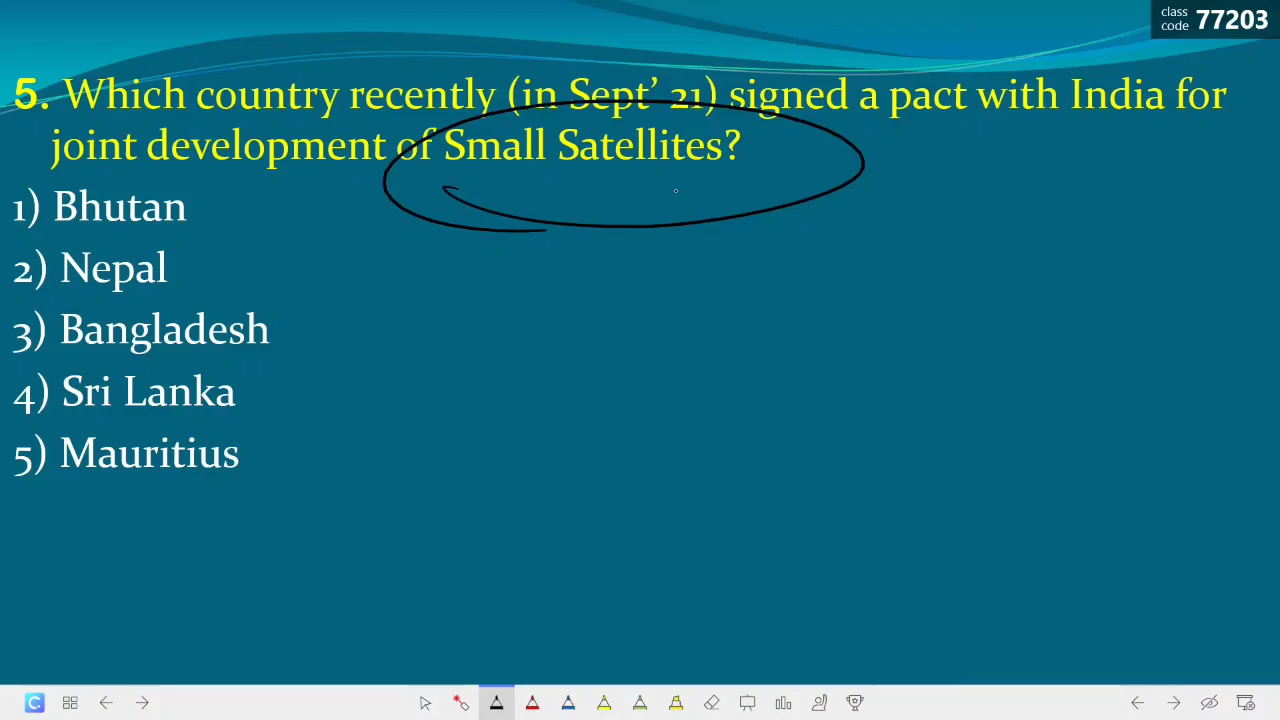 class
code 77203
5. Which country recently (in Sept’ 21) signed a pact with India for
joint development of Small Satellites?
1) Bhutan
2) Nepal
3) Bangladesh
4) Sri Lanka
5) Mauritius